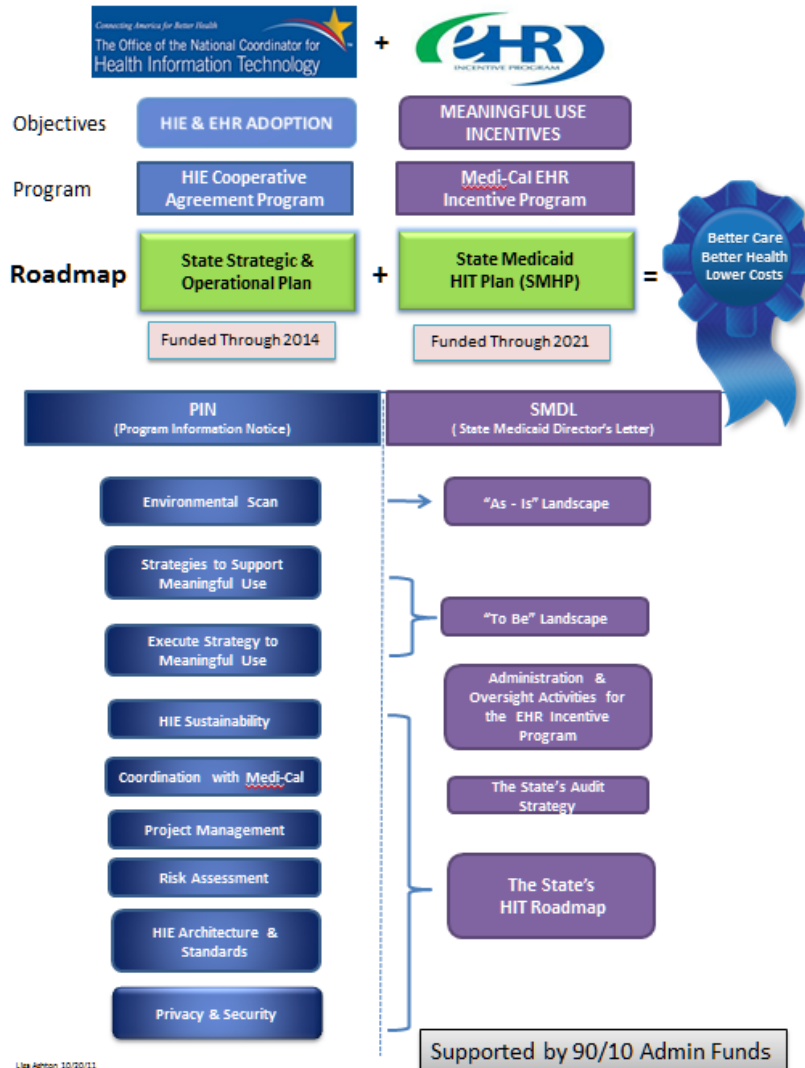 Connecting America for Better Health
The Office of the National Coordinator for
Health Information Technology
+
eHR
INCENTIVE PROGRAM
Objectives
HIE & EHR ADOPTION
MEANINGFUL USE
INCENTIVES
Program
HIE Cooperative
Agreement Program
Medi-Cal EHR
Incentive Program
Roadmap
State Strategic &
Operational Plan
+
State Medicaid
HIT Plan (SMHP)
=
Better Care
Better Health
Lower Costs
Funded Through 2014
Funded Through 2021
PIN
(Program Information Notice)
SMDL
( State Medicaid Director's Letter)
Environmental Scan
"As - Is" Landscape
Strategies to Support
Meaningful Use
"To Be" Landscape
Execute Strategy to
Meaningful Use
Administration &
Oversight Activities for
the EHR Incentive
Program
HIE Sustainability
Coordination with Medi-Cal
The State's Audit
Strategy
Project Management
Risk Assessment
The State's
HIT Roadmap
HIE Architecture &
Standards
Privacy & Security
Supported by 90/10 Admin Funds
Lisa Ashton 10/20/11